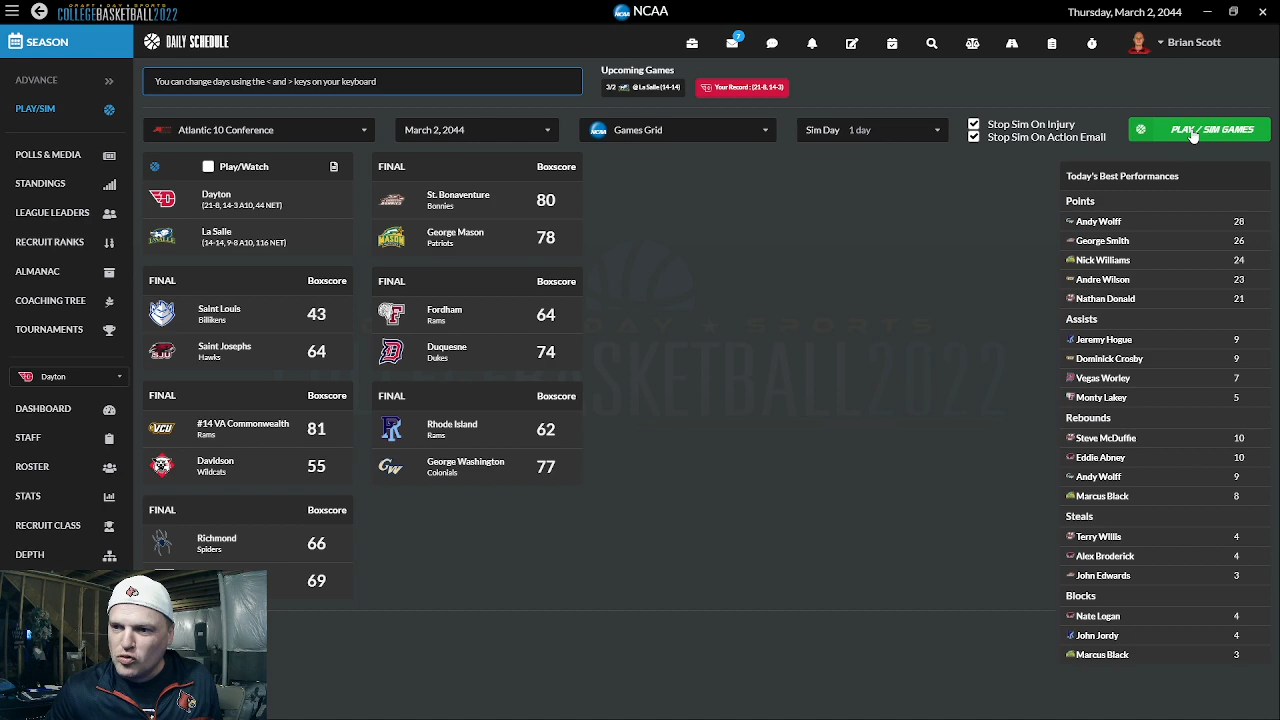 DRAFT • DAY • SPORTS
COLLEGEBASKETBALL2022
NCAA
Thursday, March 2, 2044
SEASON
DAILY SCHEDULE
7
Brian Scott
ADVANCE
PLAY/SIM
POLLS & MEDIA
STANDINGS
LEAGUE LEADERS
RECRUIT RANKS
ALMANAC
COACHING TREE
TOURNAMENTS
Dayton
DASHBOARD
STAFF
ROSTER
STATS
RECRUIT CLASS
DEPTH
You can change days using the < and > keys on your keyboard
Upcoming Games
3/2 @ La Salle (14-14)
Your Record : (21-8, 14-3)
Atlantic 10 Conference
March 2, 2044
Games Grid
Sim Day 1 day
Stop Sim On Injury
Stop Sim On Action Email
PLAY / SIM GAMES
Play/Watch
Dayton
(21-8, 14-3 A10, 44 NET)
La Salle
(14-14, 9-8 A10, 116 NET)
FINAL
St. Bonaventure 80
Bonnies
George Mason 78
Patriots
FINAL Boxscore
Saint Louis 43
Billikens
Saint Josephs 64
Hawks
FINAL Boxscore
Fordham 64
Rams
Duquesne 74
Dukes
FINAL Boxscore
#14 VA Commonwealth 81
Rams
Davidson 55
Wildcats
FINAL Boxscore
Rhode Island 62
Rams
George Washington 77
Colonials
FINAL Boxscore
Richmond 66
Spiders
69
Boxscore
Today's Best Performances
Points
Andy Wolff 28
George Smith 26
Nick Williams 24
Andre Wilson 23
Nathan Donald 21
Assists
Jeremy Hogue 9
Dominick Crosby 9
Vegas Worley 7
Monty Lakey 5
Rebounds
Steve McDuffie 10
Eddie Abney 10
Andy Wolff 9
Marcus Black 8
Steals
Terry Willis 4
Alex Broderick 4
John Edwards 3
Blocks
Nate Logan 4
John Jordy 4
Marcus Black 3